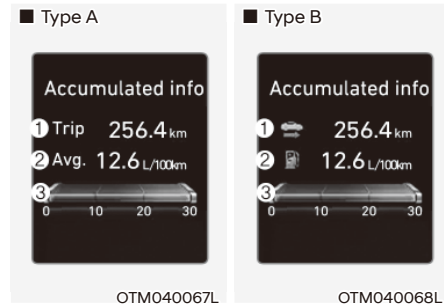 ■ Type A
Accumulated info
1 Trip 256.4 km
2 Avg. 12.6 L/100km
3
0 10 20 30
OTM040067L
■ Type B
Accumulated info
1 256.4 km
2 12.6 L/100km
3
0 10 20 30
OTM040068L